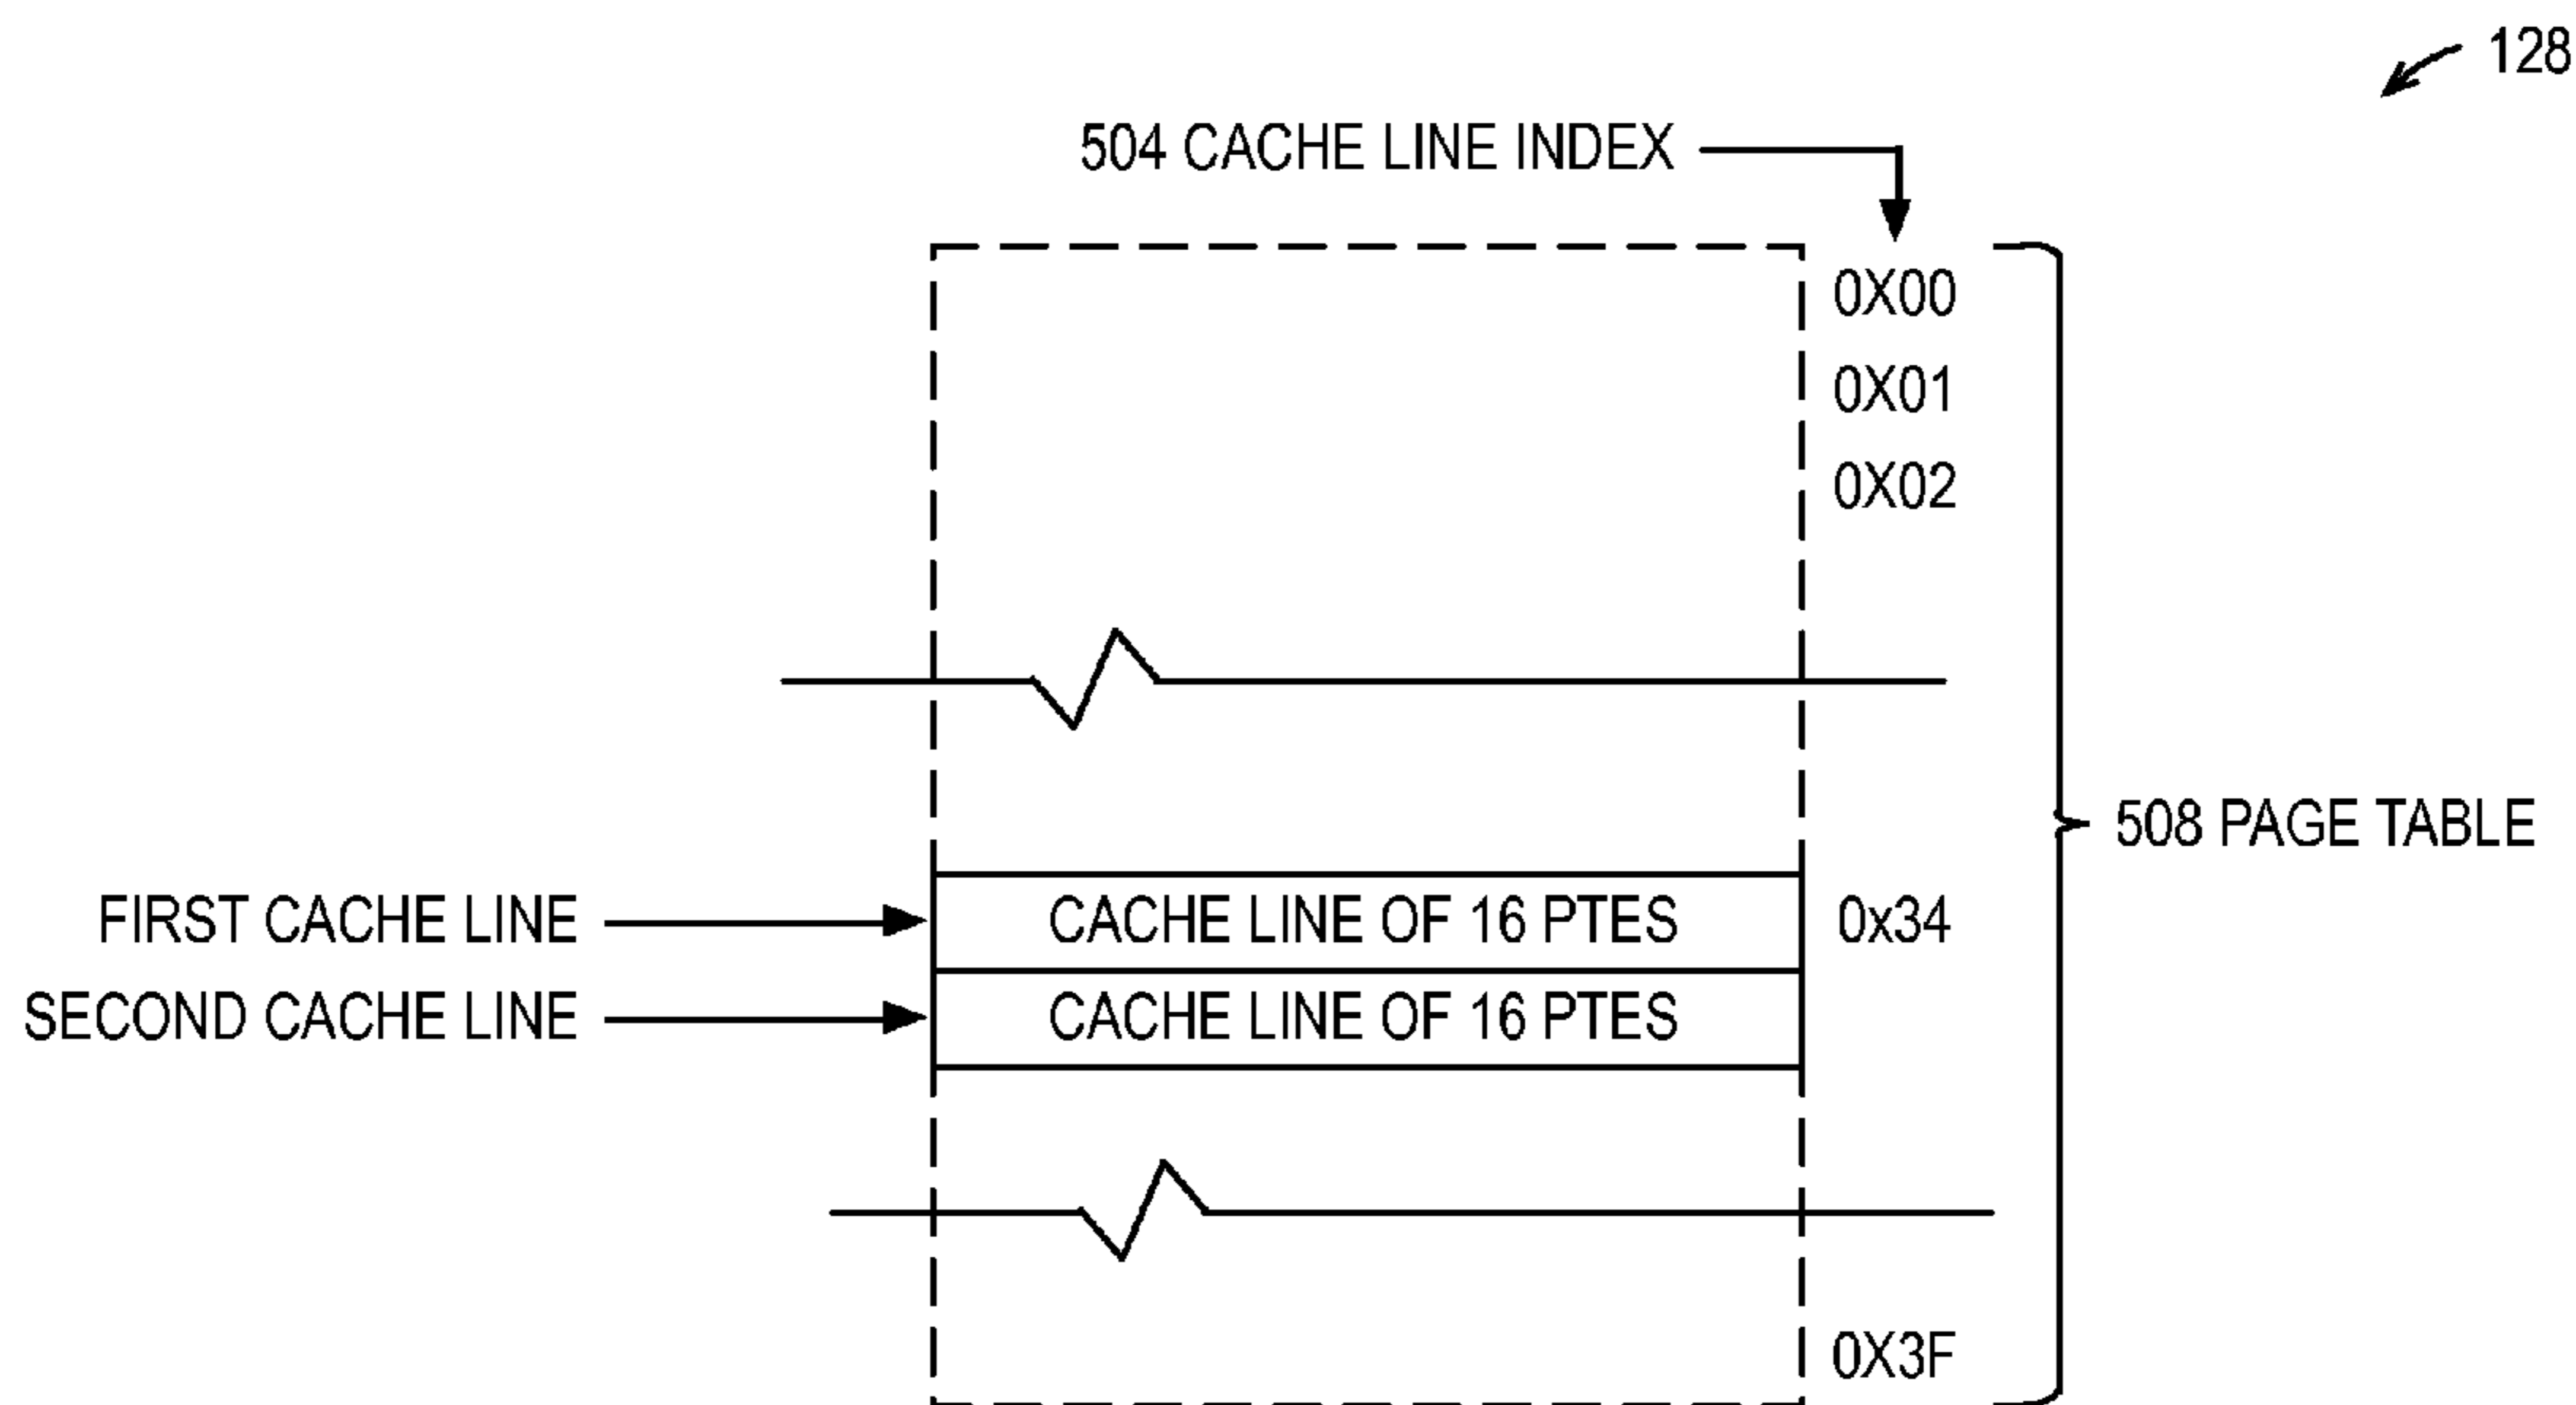 128
504 CACHE LINE INDEX
0X00
0X01
0X02
508 PAGE TABLE
FIRST CACHE LINE
CACHE LINE OF 16 PTES
0x34
SECOND CACHE LINE
CACHE LINE OF 16 PTES
0X3F